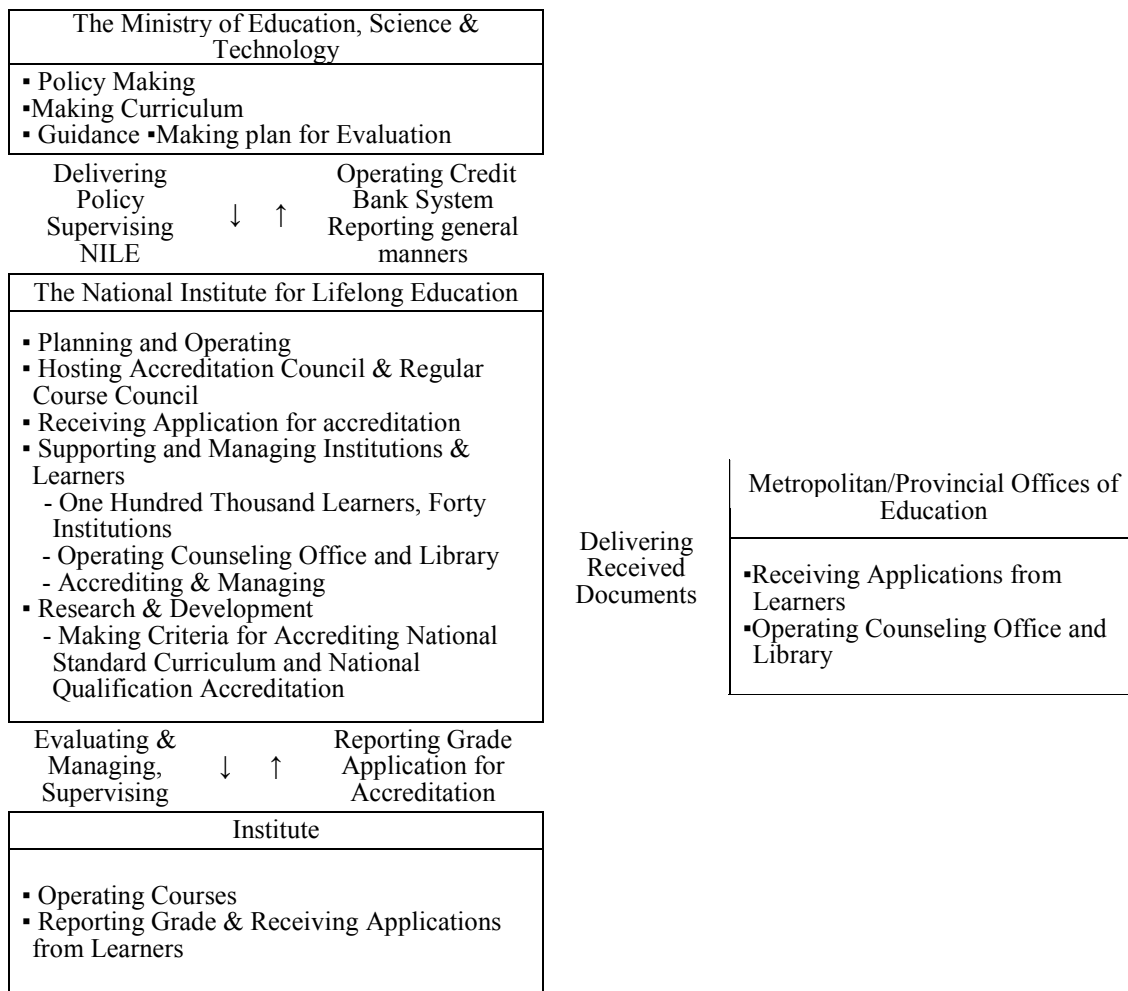 The Ministry of Education, Science &
Technology
▪ Policy Making
▪Making Curriculum
▪ Guidance ▪Making plan for Evaluation
Delivering
Policy
Supervising
NILE
↓ ↑
Operating Credit
Bank System
Reporting general
manners
The National Institute for Lifelong Education
▪ Planning and Operating
▪ Hosting Accreditation Council & Regular
Course Council
▪ Receiving Application for accreditation
▪ Supporting and Managing Institutions &
Learners
- One Hundred Thousand Learners, Forty
Institutions
- Operating Counseling Office and Library
- Accrediting & Managing
▪ Research & Development
- Making Criteria for Accrediting National
Standard Curriculum and National
Qualification Accreditation
Delivering
Received
Documents
Metropolitan/Provincial Offices of
Education
▪Receiving Applications from
Learners
▪Operating Counseling Office and
Library
Evaluating &
Managing,
Supervising
↓ ↑
Reporting Grade
Application for
Accreditation
Institute
▪ Operating Courses
▪ Reporting Grade & Receiving Applications
from Learners